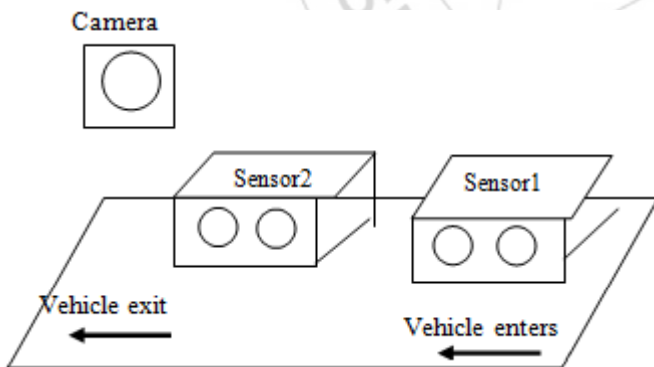 Camera
Sensor2
Sensor1
Vehicle exit
Vehicle enters